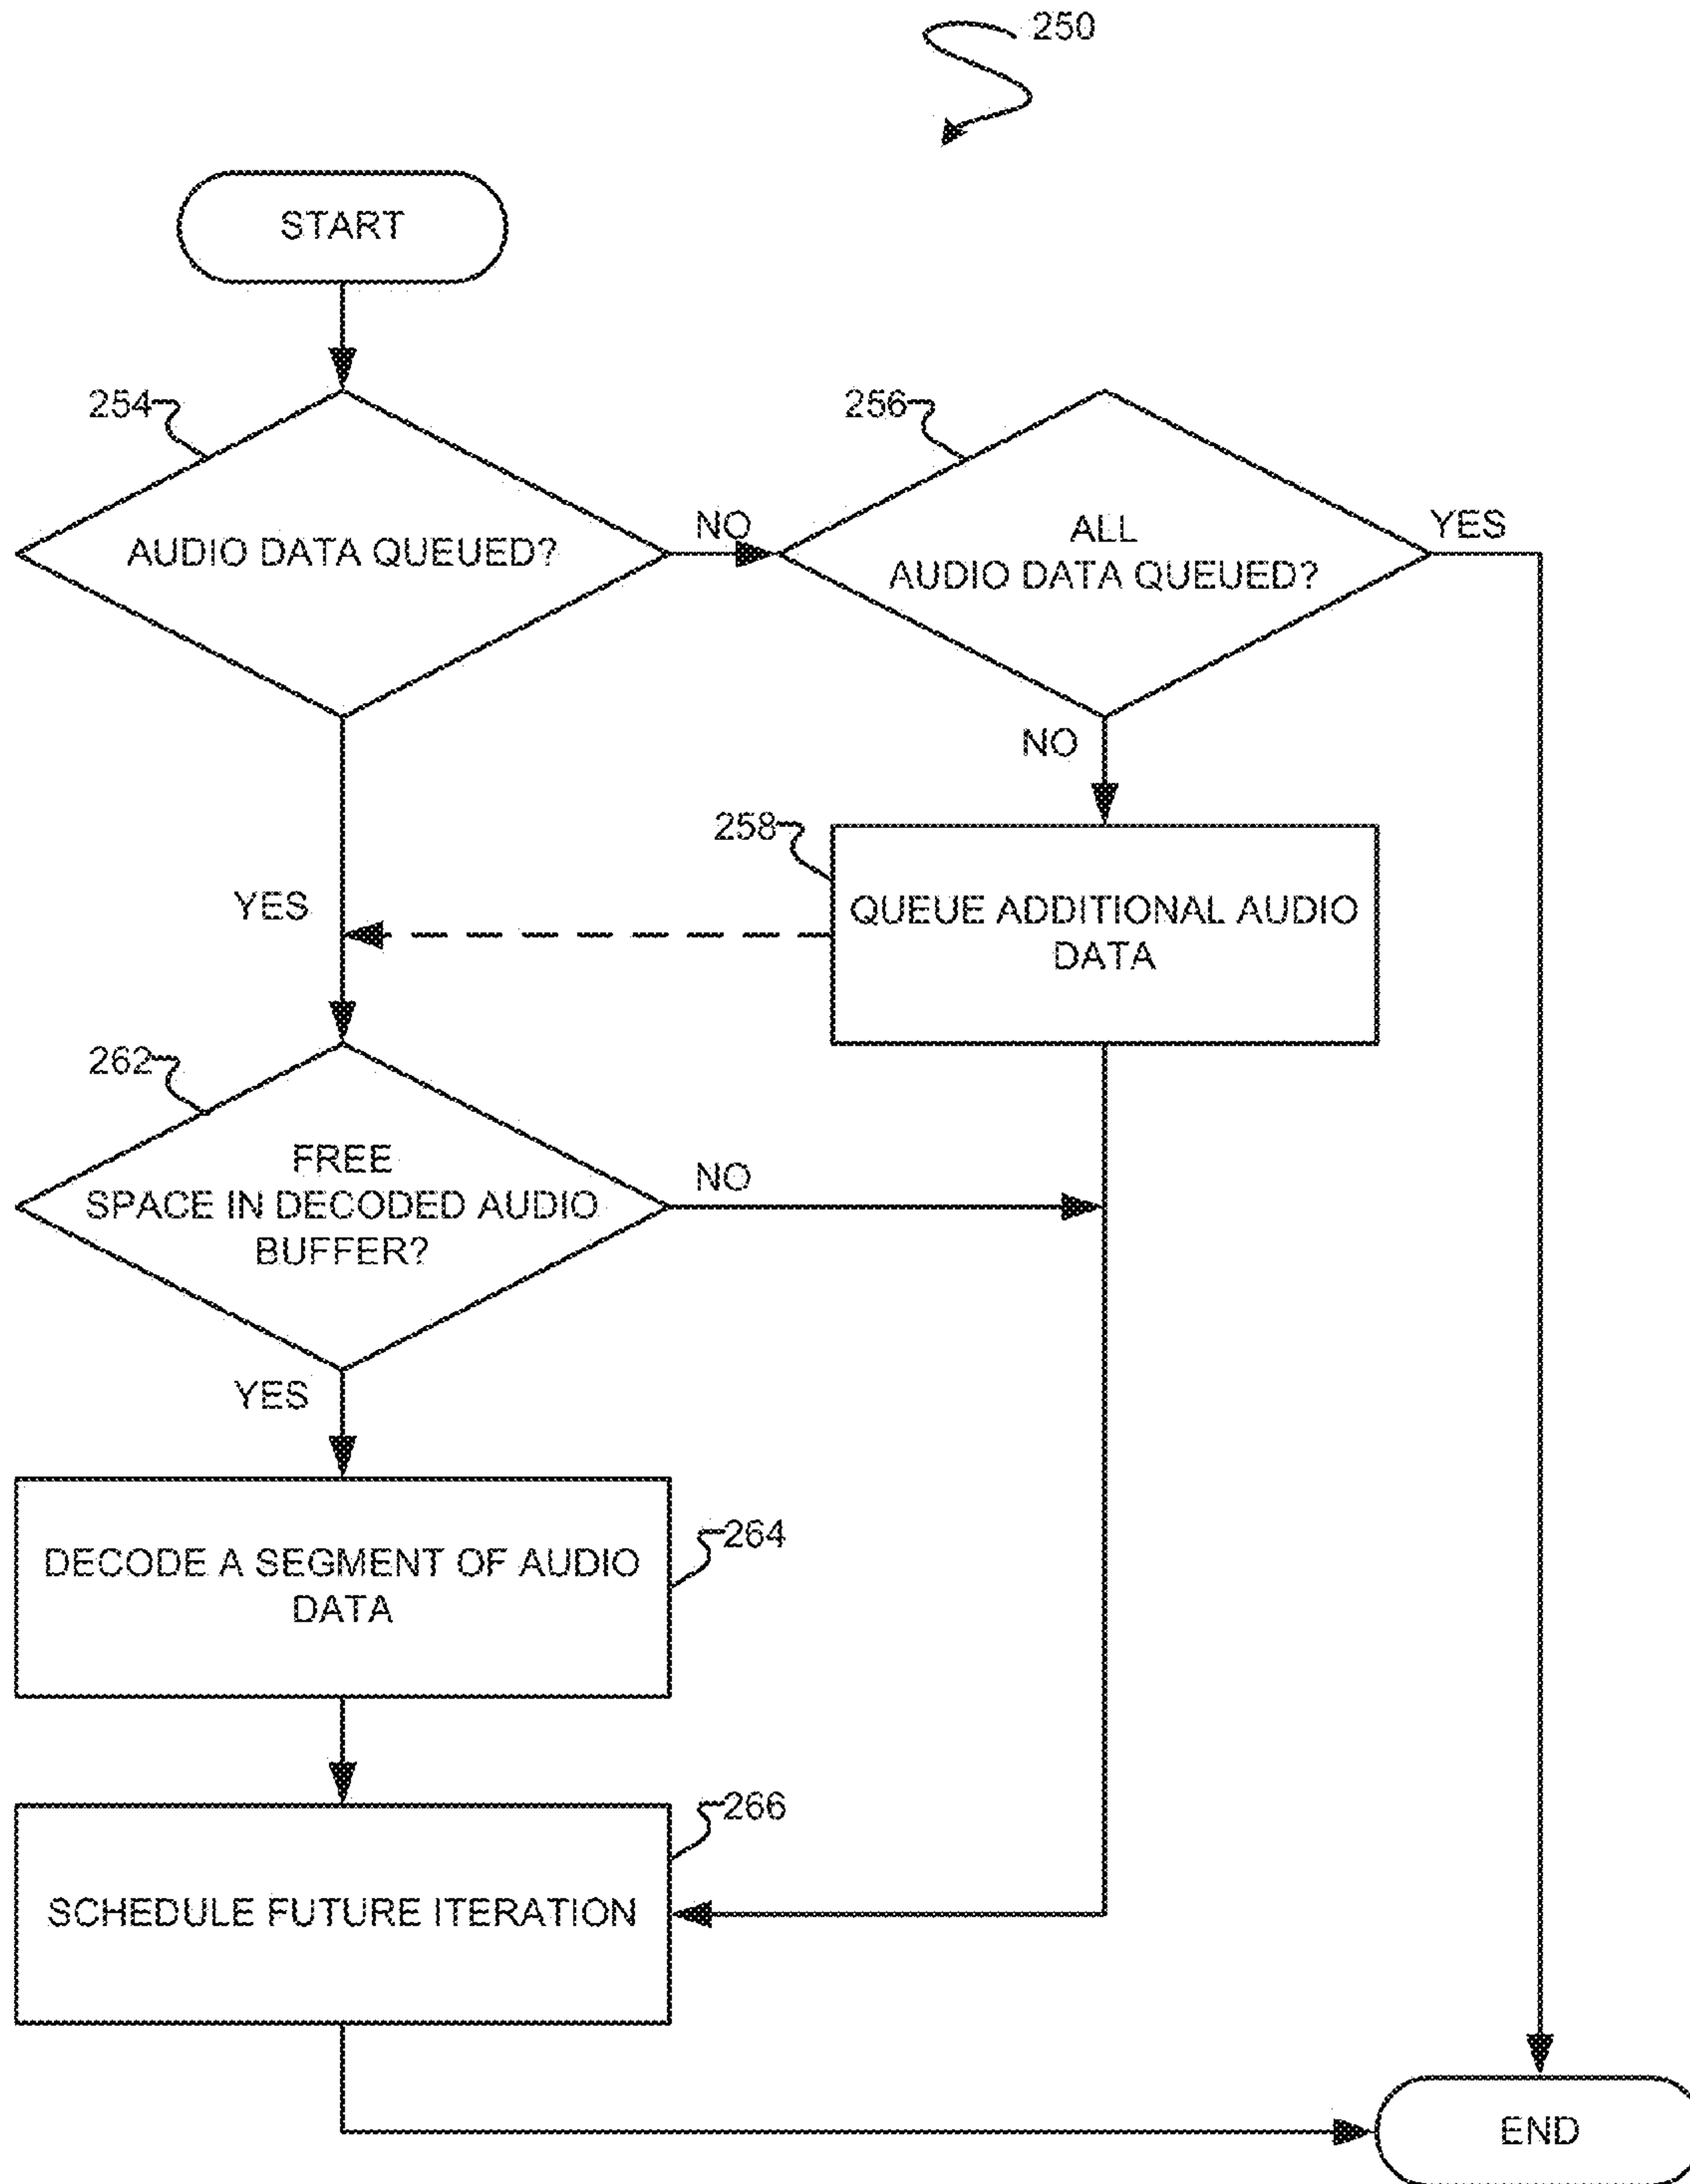 250
START
254
256
AUDIO DATA QUEUED?
NO
ALL
AUDIO DATA QUEUED?
YES
NO
258
QUEUE ADDITIONAL AUDIO
DATA
YES
262
FREE
SPACE IN DECODED AUDIO
BUFFER?
NO
YES
264
DECODE A SEGMENT OF AUDIO
DATA
266
SCHEDULE FUTURE ITERATION
END